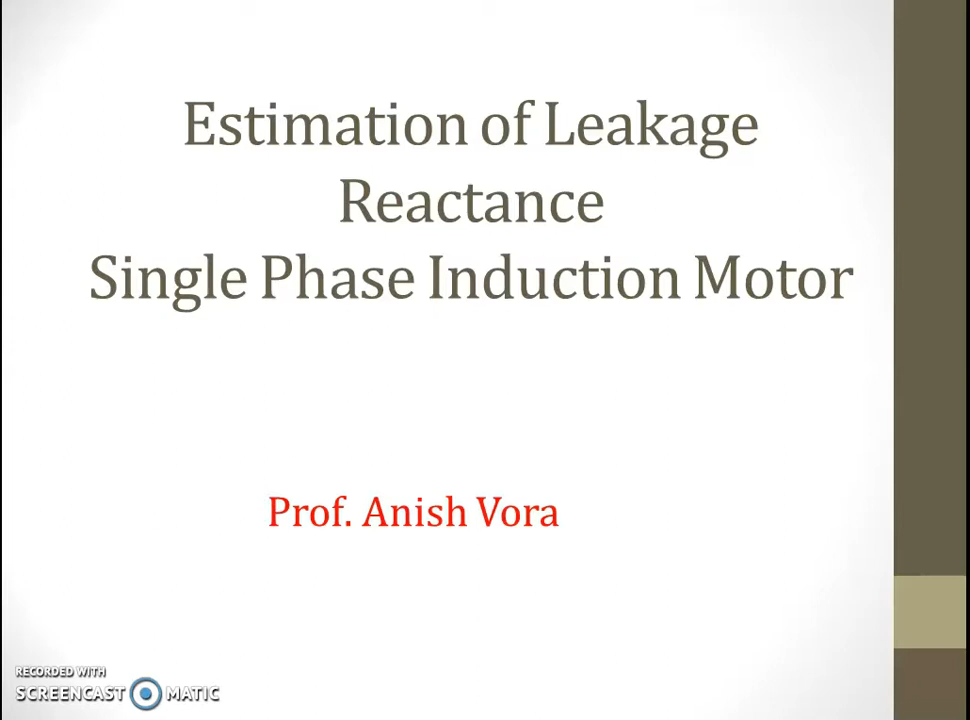 Estimation of Leakage
Reactance
Single Phase Induction Motor
Prof. Anish Vora
RECORDED WITH
SCREENCAST MATIC